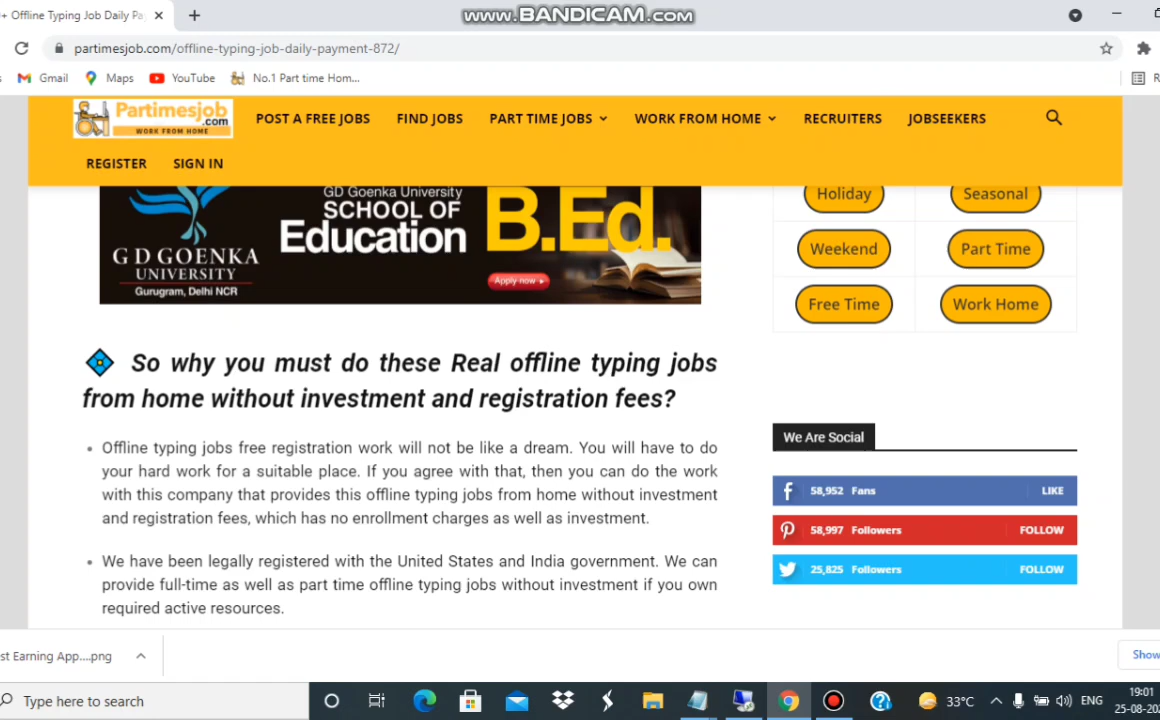 Offline Typing Job Daily Pa
www.BANDICAM.com
partimesjob.com/offline-typing-job-daily-payment-872/
Gmail Maps YouTube No.1 Part time Hom...
Partimesjob
.com
WORK FROM HOME
POST A FREE JOBS FIND JOBS PART TIME JOBS WORK FROM HOME RECRUITERS JOBSEEKERS
REGISTER SIGN IN
GD GOENKA
UNIVERSITY
Gurugram, Delhi NCR
GD Goenka University
SCHOOL OF
Education
B.Ed.
Apply now
Holiday Seasonal
Weekend Part Time
Free Time Work Home
So why you must do these Real offline typing jobs
from home without investment and registration fees?
Offline typing jobs free registration work will not be like a dream. You will have to do
your hard work for a suitable place. If you agree with that, then you can do the work
with this company that provides this offline typing jobs from home without investment
and registration fees, which has no enrollment charges as well as investment.
We have been legally registered with the United States and India government. We can
provide full-time as well as part time offline typing jobs without investment if you own
required active resources.
We Are Social
58,952 Fans LIKE
58,997 Followers FOLLOW
25,825 Followers FOLLOW
st Earning App....png
Show
Type here to search
33°C ENG
19:01
25-08-202